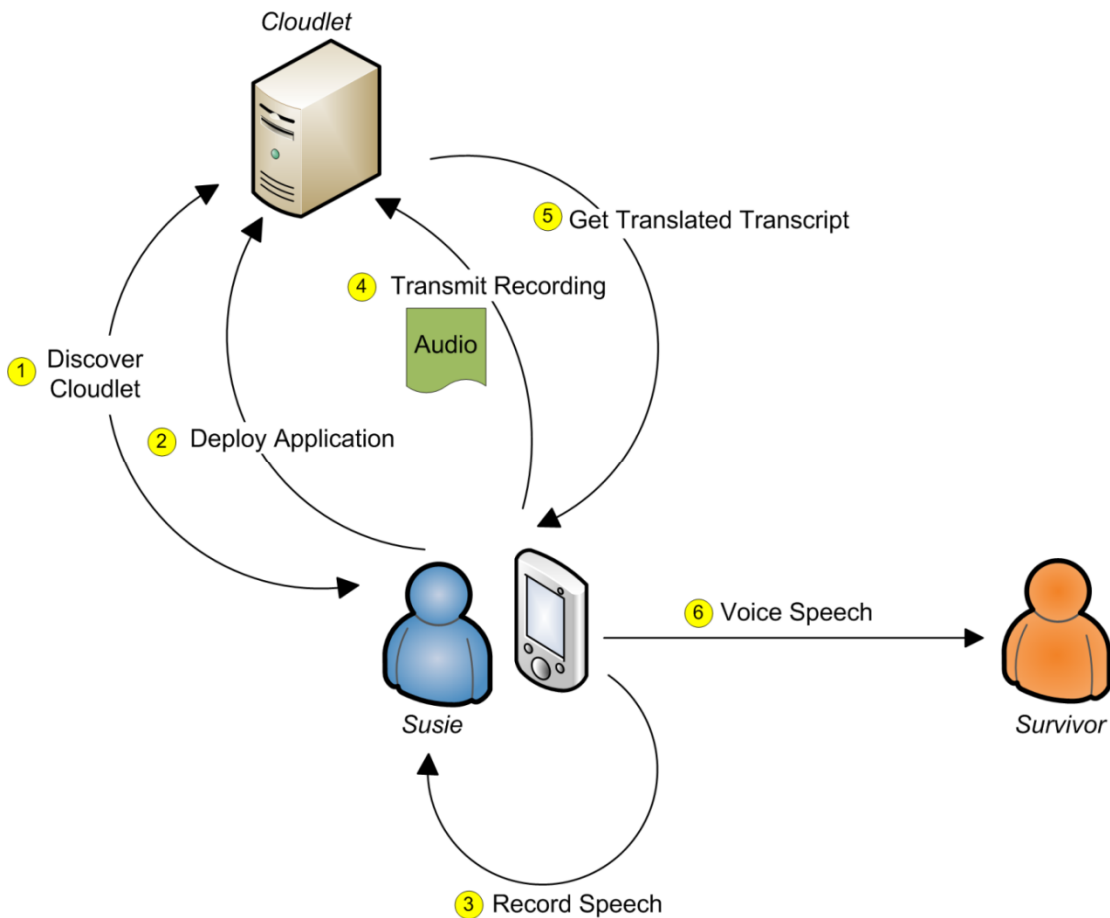 Cloudlet
5 Get Translated Transcript
4 Transmit Recording
Audio
1 Discover
Cloudlet
2 Deploy Application
6 Voice Speech
Susie
Survivor
3 Record Speech